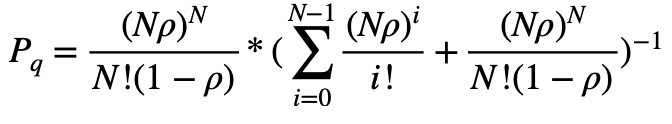 P_q = \frac{(N\rho)^N}{N!(1-\rho)} * ( \sum_{i=0}^{N-1} \frac{(N\rho)^i}{i!} + \frac{(N\rho)^N}{N!(1-\rho)} )^{-1}